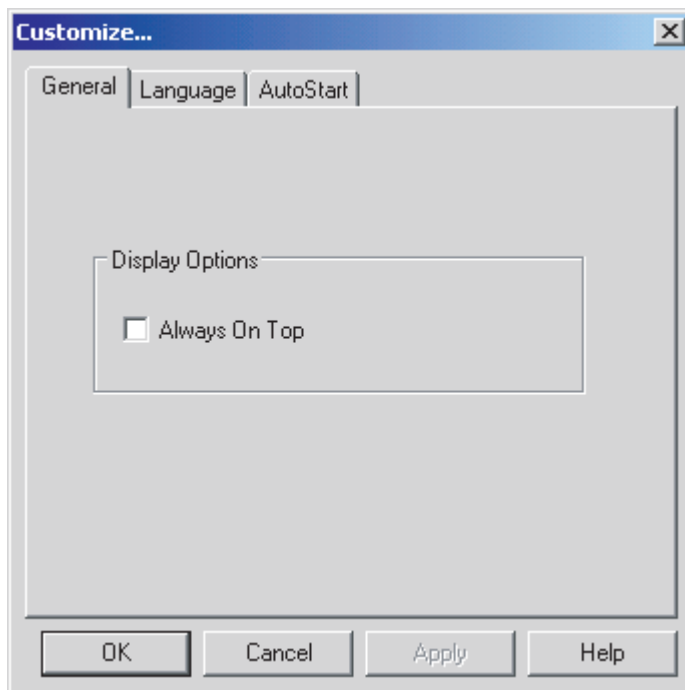 Customize...
General Language AutoStart
Display Options
Always On Top
OK Cancel Apply Help